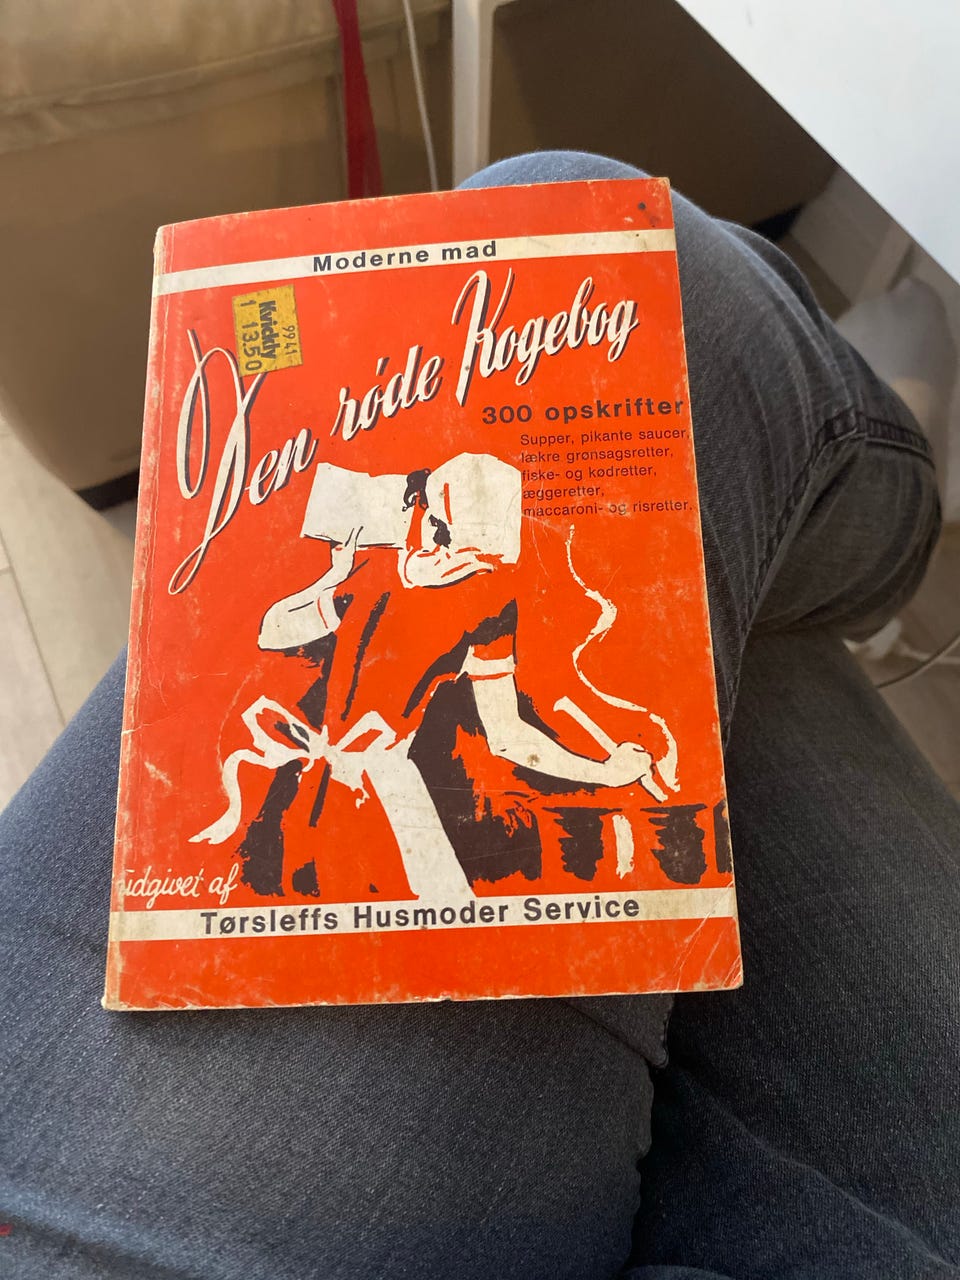 Moderne mad
Kvickly
1 13.50
9941
Den røde Kogebog
300 opskrifter
Supper, pikante saucer,
lækre grønsagsretter,
fiske- og kødretter,
æggeretter,
maccaroni- og risretter.
udgivet af
Tørsleffs Husmoder Service